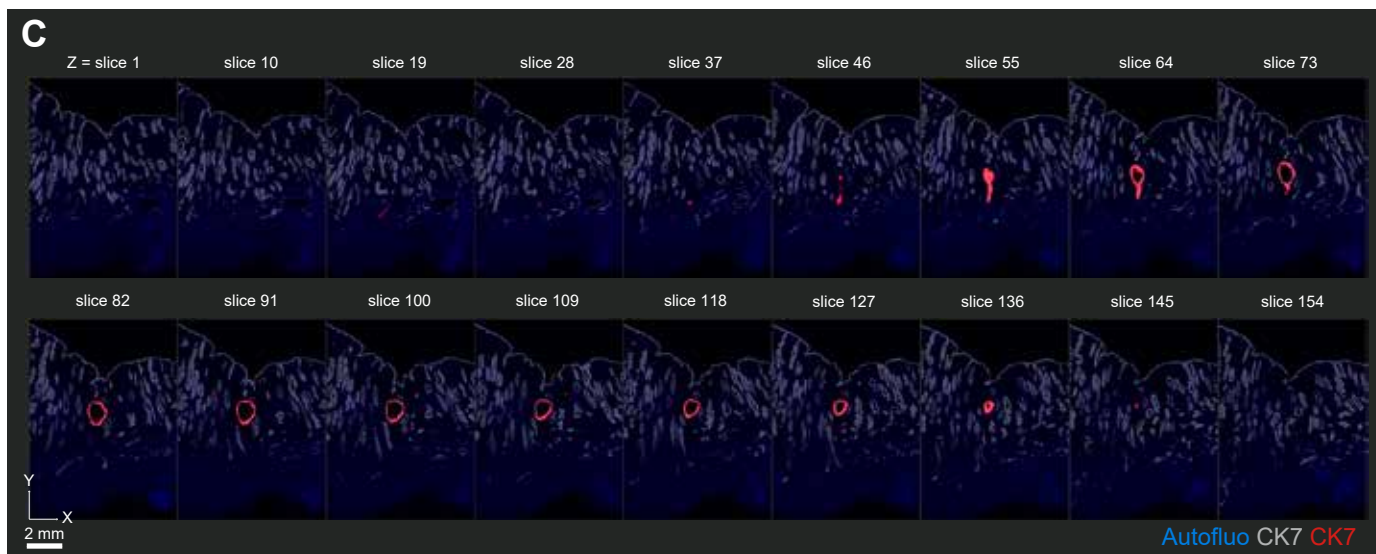 C
Z = slice 1 slice 10 slice 19 slice 28 slice 37 slice 46 slice 55 slice 64 slice 73
slice 82 slice 91 slice 100 slice 109 slice 118 slice 127 slice 136 slice 145 slice 154
Y
X
2 mm
Autofluo CK7 CK7